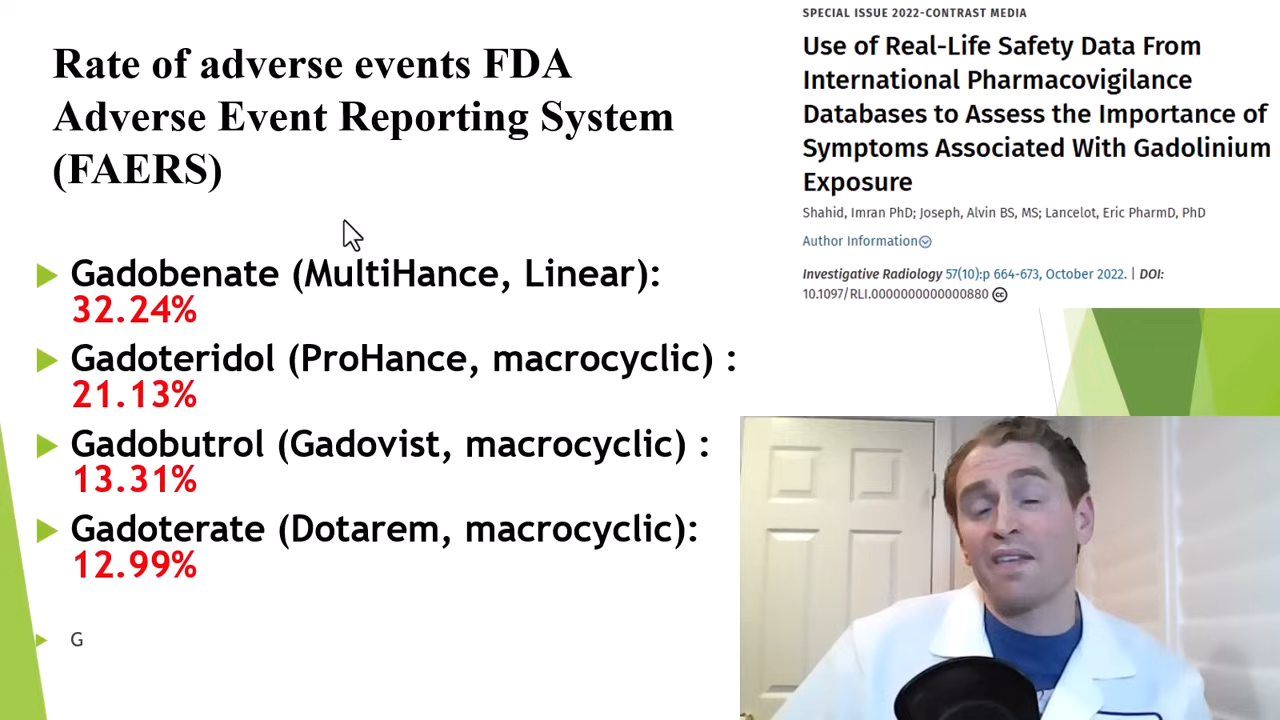 Rate of adverse events FDA
Adverse Event Reporting System
(FAERS)
Gadobenate (MultiHance, Linear):
32.24%
Gadoteridol (ProHance, macrocyclic) :
21.13%
Gadobutrol (Gadovist, macrocyclic) :
13.31%
Gadoterate (Dotarem, macrocyclic):
12.99%
G
SPECIAL ISSUE 2022-CONTRAST MEDIA
Use of Real-Life Safety Data From
International Pharmacovigilance
Databases to Assess the Importance of
Symptoms Associated With Gadolinium
Exposure
Shahid, Imran PhD; Joseph, Alvin BS, MS; Lancelot, Eric PharmD, PhD
Author Information
Investigative Radiology 57(10):p 664-673, October 2022. | DOI:
10.1097/RLI.0000000000000880 cc